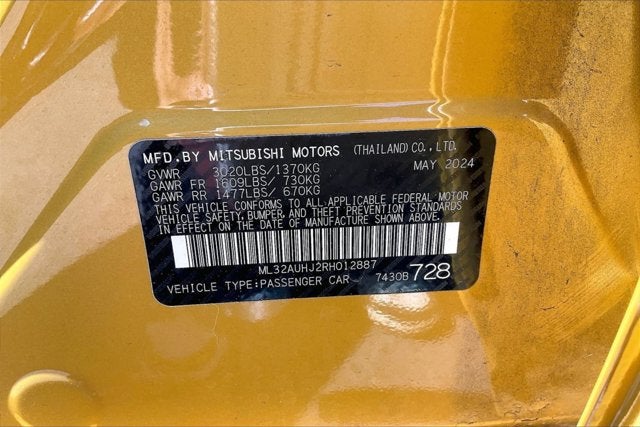 MFD.BY MITSUBISHI MOTORS (THAILAND)CO.,LTD.
GVWR 3020LBS/1370KG MAY 2024
GAWR FR 1609LBS/ 730KG
GAWR RR 1477LBS/ 670KG
THIS VEHICLE CONFORMS TO ALL APPLICABLE FEDERAL MOTOR
VEHICLE SAFETY, BUMPER, AND THEFT PREVENTION STANDARDS
IN EFFECT ON THE DATE OF MANUFACTURE SHOWN ABOVE.
ML32AUHJ2RH012887
VEHICLE TYPE:PASSENGER CAR 7430B 728